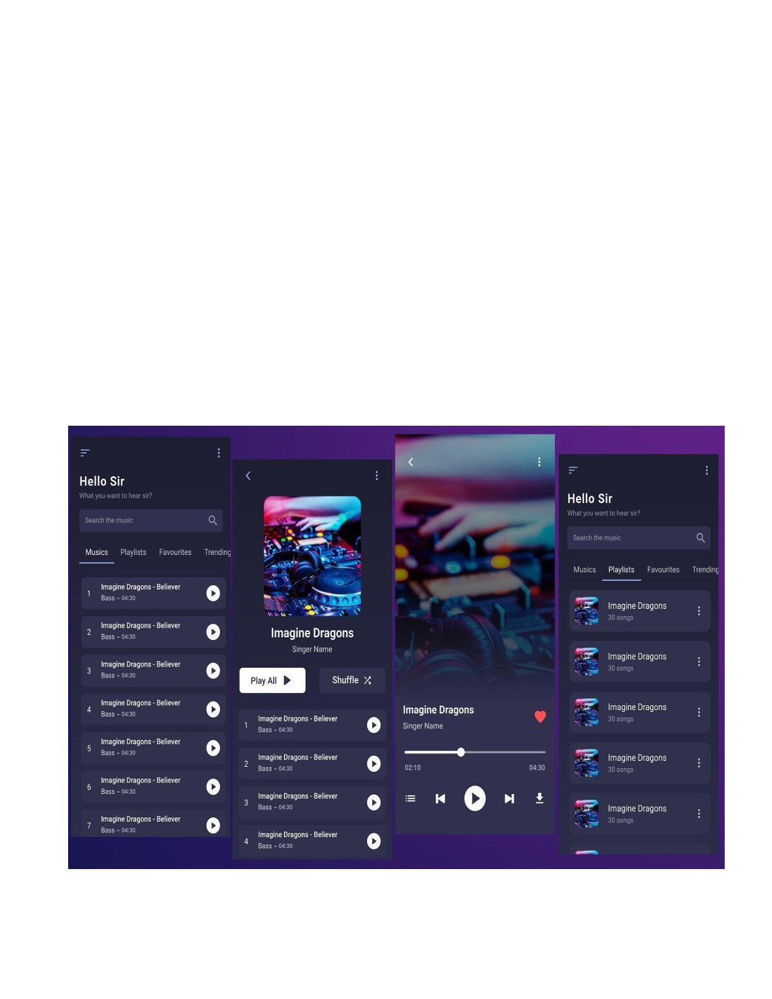 Hello Sir
What you want to hear sir?
Search the music
Musics Playlists Favourites Trending
1 Imagine Dragons - Believer
Bass - 04:30
2 Imagine Dragons - Believer
Bass - 04:30
3 Imagine Dragons - Believer
Bass - 04:30
4 Imagine Dragons - Believer
Bass - 04:30
5 Imagine Dragons - Believer
Bass - 04:30
6 Imagine Dragons - Believer
Bass - 04:30
7 Imagine Dragons - Believer
Bass - 04:30
Imagine Dragons
Singer Name
Play All Shuffle
1 Imagine Dragons - Believer
Bass - 04:30
2 Imagine Dragons - Believer
Bass - 04:30
3 Imagine Dragons - Believer
Bass - 04:30
4 Imagine Dragons - Believer
Bass - 04:30
Imagine Dragons
Singer Name
02:10 04:30
Hello Sir
What you want to hear sir?
Search the music
Musics Playlists Favourites Trending
Imagine Dragons
30 songs
Imagine Dragons
30 songs
Imagine Dragons
30 songs
Imagine Dragons
30 songs
Imagine Dragons
30 songs